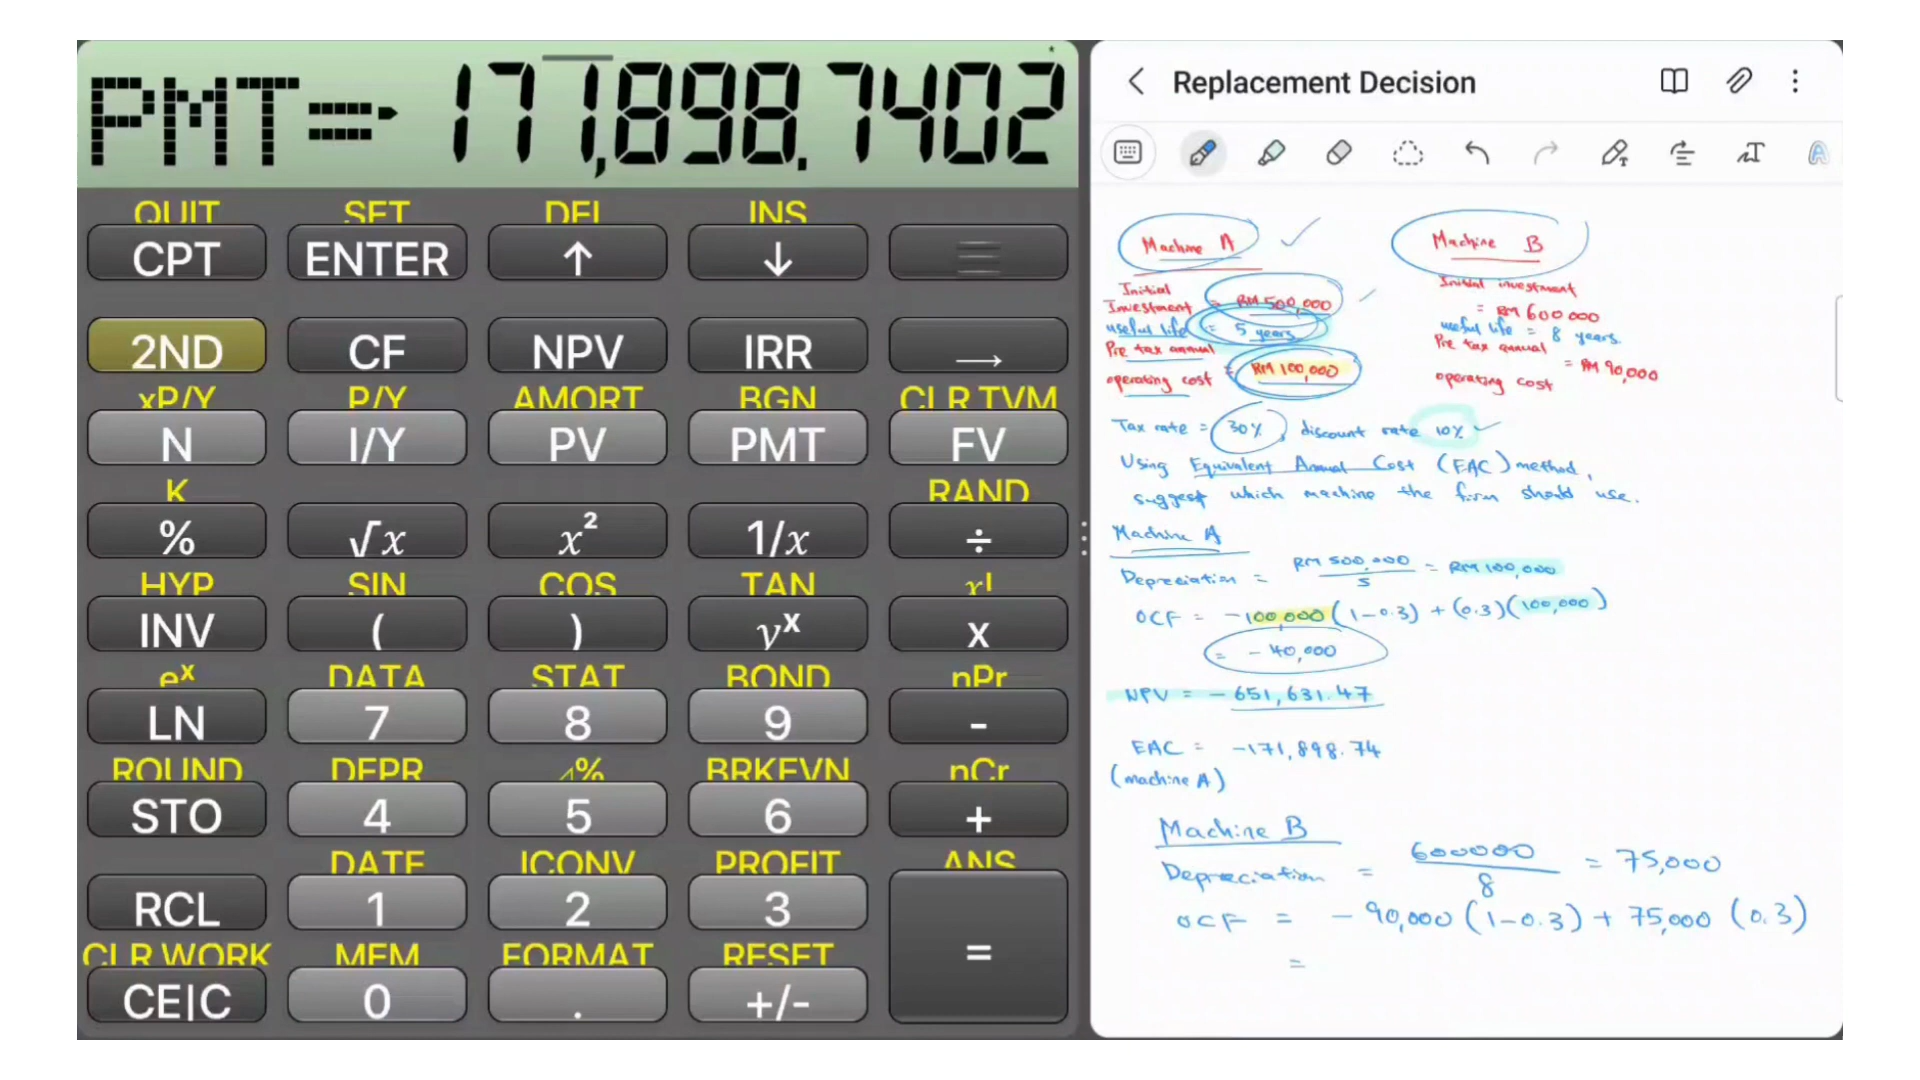 PMT= -171,898.7402
QUIT SET DEL INS
CPT ENTER ↑ ↓
2ND CF NPV IRR →
xP/Y P/Y AMORT BGN CLR TVM
N I/Y PV PMT FV
K RAND
% √x x² 1/x ÷
HYP SIN COS TAN x!
INV ( ) yˣ x
eˣ DATA STAT BOND nPr
LN 7 8 9 -
ROUND DEPR ⊿% BRKEVN nCr
STO 4 5 6 +
DATE ICONV PROFIT ANS
RCL 1 2 3 =
CLR WORK MEM FORMAT RESET
CE|C 0 . +/-
Replacement Decision
Machine A ✓
Initial
Investment = RM 500,000
useful life = 5 years
Pre tax annual
operating cost = RM 100,000
Machine B
Initial investment
= RM 600 000
useful life = 8 years.
Pre tax annual
operating cost = RM 90,000
Tax rate = 30%, discount rate 10% ✓
Using Equivalent Annual Cost (EAC) method,
suggest which machine the firm should use.
Machine A
Depreciation = RM 500,000 / 5 = RM 100,000
OCF = -100,000 (1-0.3) + (0.3)(100,000)
= -40,000
NPV = -651,631.47
EAC = -171,898.74
(machine A)
Machine B
Depreciation = 600000 / 8 = 75,000
OCF = -90,000 (1-0.3) + 75,000 (0.3)
=